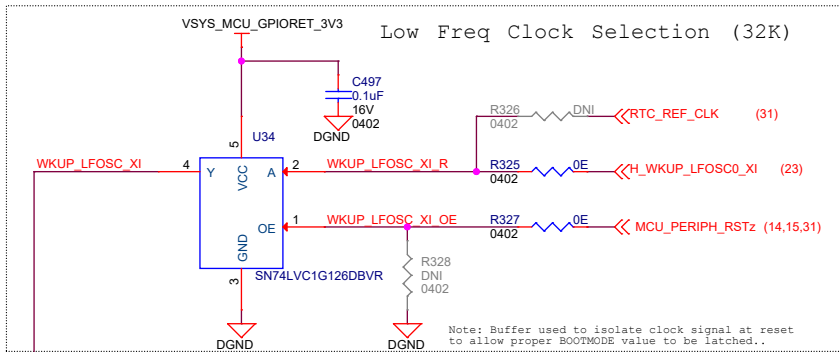 VSYS_MCU_GPIORET_3V3
Low Freq Clock Selection (32K)
C497
0.1uF
16V
0402
DGND
R326
DNI
0402
RTC_REF_CLK (31)
5
U34
WKUP_LFOSC_XI
4
Y
VCC
A
2
WKUP_LFOSC_XI_R
R325
0E
0402
H_WKUP_LFOSC0_XI (23)
OE
1
WKUP_LFOSC_XI_OE
R327
0E
0402
MCU_PERIPH_RSTz (14,15,31)
GND
SN74LVC1G126DBVR
3
R328
DNI
0402
DGND
DGND
Note: Buffer used to isolate clock signal at reset
to allow proper BOOTMODE value to be latched..